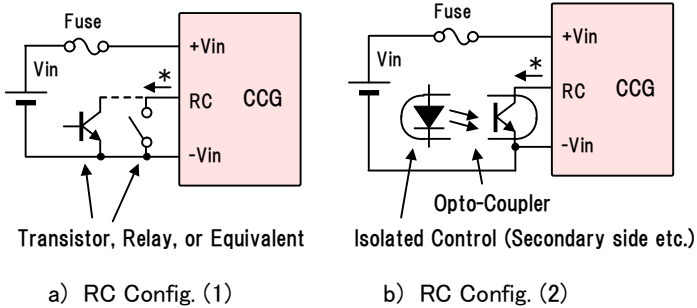 Fuse
+Vin
Vin
*
RC
CCG
-Vin
Transistor, Relay, or Equivalent
a) RC Config. (1)
Fuse
+Vin
Vin
*
RC
CCG
-Vin
Opto-Coupler
Isolated Control (Secondary side etc.)
b) RC Config. (2)